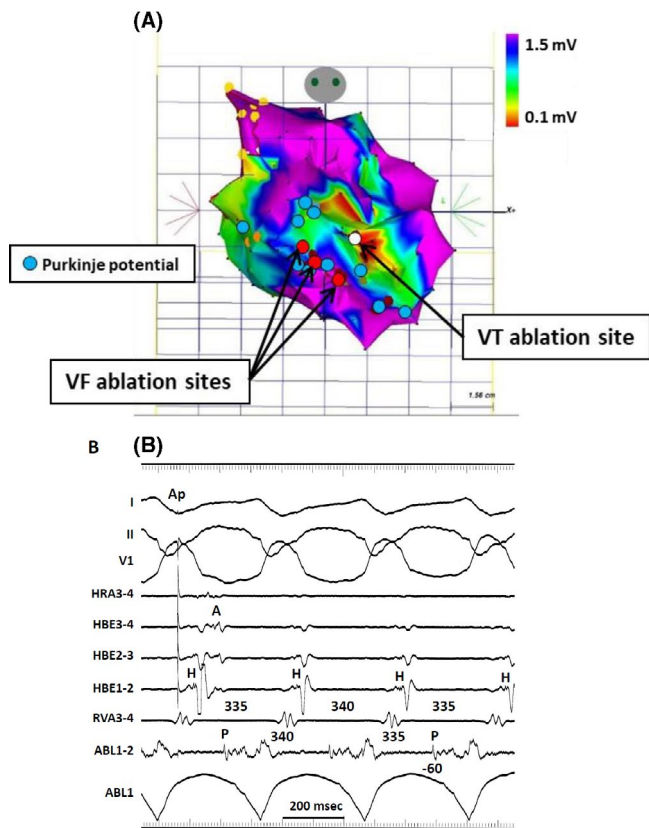 (A)
1.5 mV
0.1 mV
L
X+
Purkinje potential
VF ablation sites
VT ablation site
1.56 cm
B (B)
Ap
I
II
V1
HRA3-4
A
HBE3-4
HBE2-3
H H H H
HBE1-2
335 340 335
RVA3-4
P 340 335 P
ABL1-2
-60
ABL1
200 msec